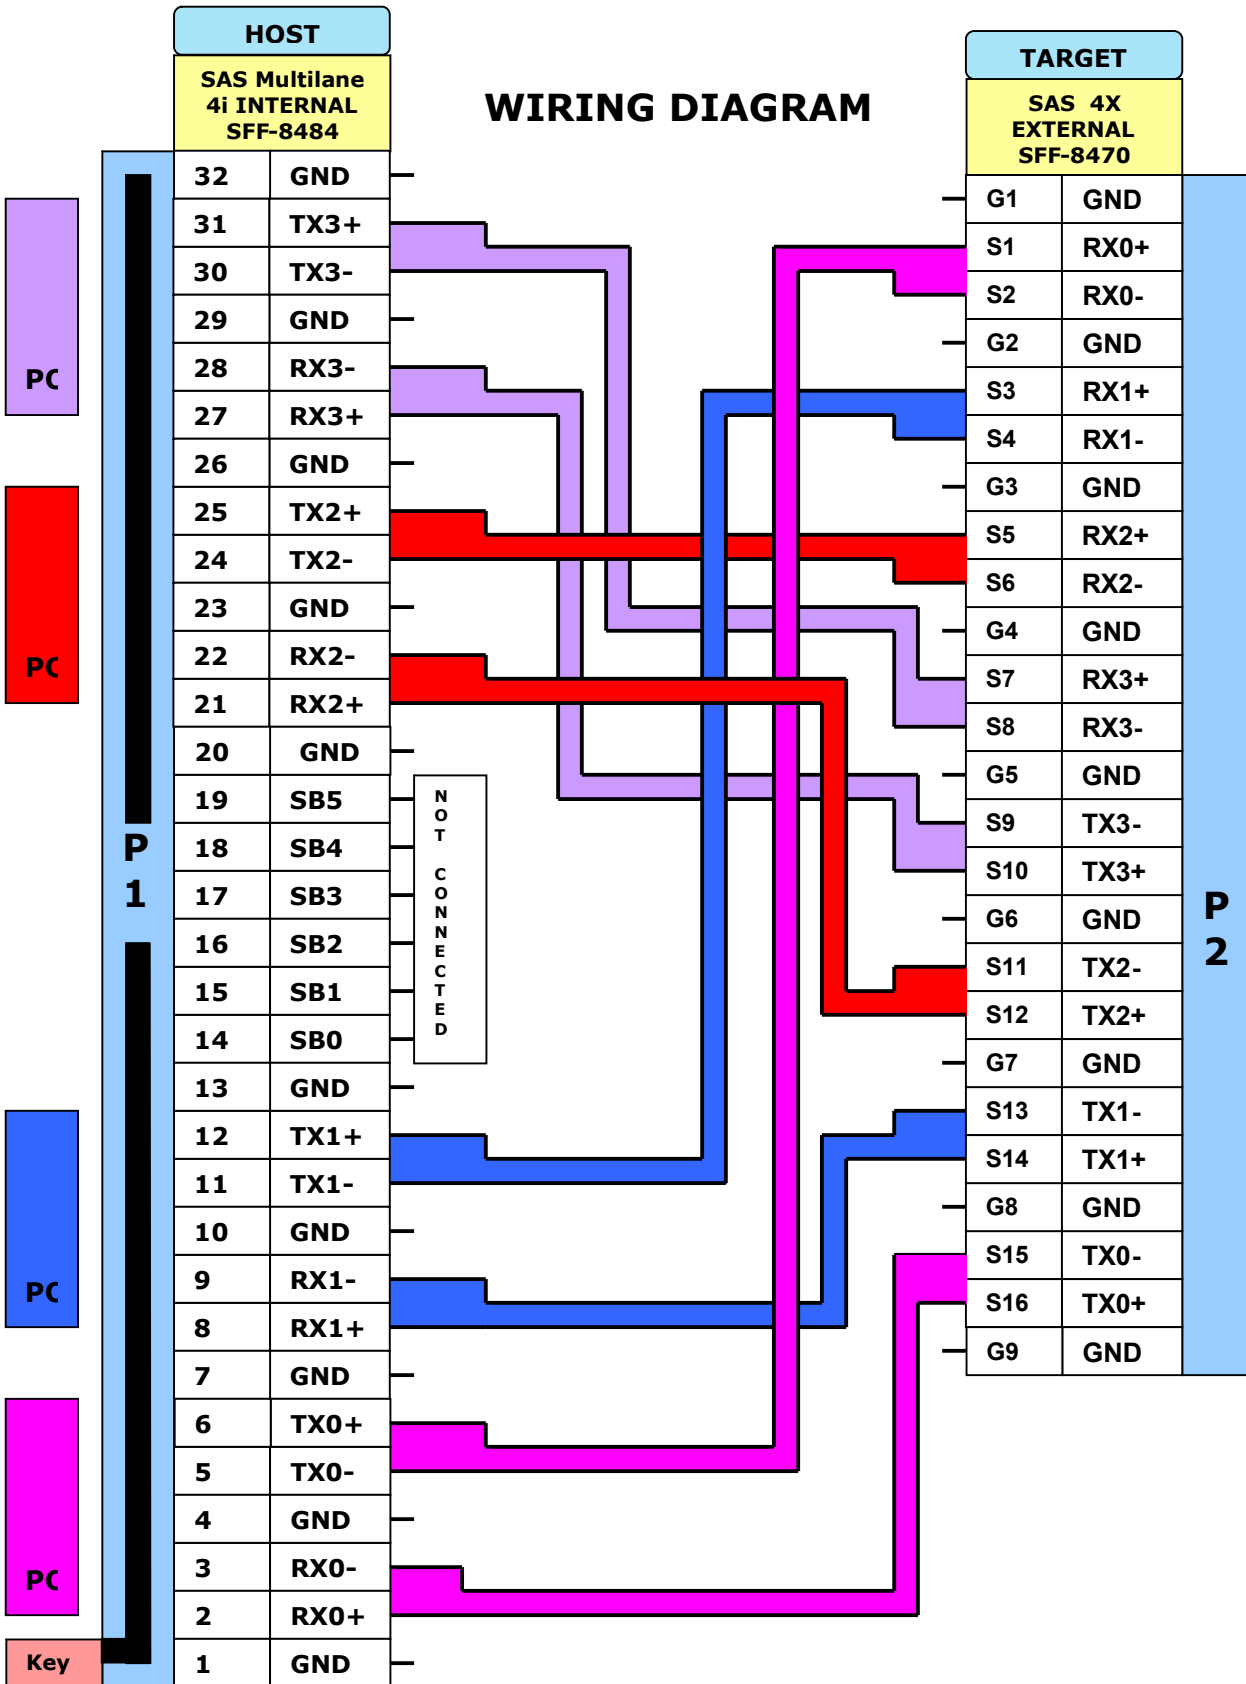 HOST
SAS Multilane
4i INTERNAL
SFF-8484
WIRING DIAGRAM
TARGET
SAS 4X
EXTERNAL
SFF-8470
32 GND
31 TX3+
30 TX3-
29 GND
28 RX3-
27 RX3+
26 GND
25 TX2+
24 TX2-
23 GND
22 RX2-
21 RX2+
20 GND
19 SB5
18 SB4
17 SB3
16 SB2
15 SB1
14 SB0
13 GND
12 TX1+
11 TX1-
10 GND
9 RX1-
8 RX1+
7 GND
6 TX0+
5 TX0-
4 GND
3 RX0-
2 RX0+
1 GND
P1
NOT CONNECTED
Key
G1 GND
S1 RX0+
S2 RX0-
G2 GND
S3 RX1+
S4 RX1-
G3 GND
S5 RX2+
S6 RX2-
G4 GND
S7 RX3+
S8 RX3-
G5 GND
S9 TX3-
S10 TX3+
G6 GND
S11 TX2-
S12 TX2+
G7 GND
S13 TX1-
S14 TX1+
G8 GND
S15 TX0-
S16 TX0+
G9 GND
P2